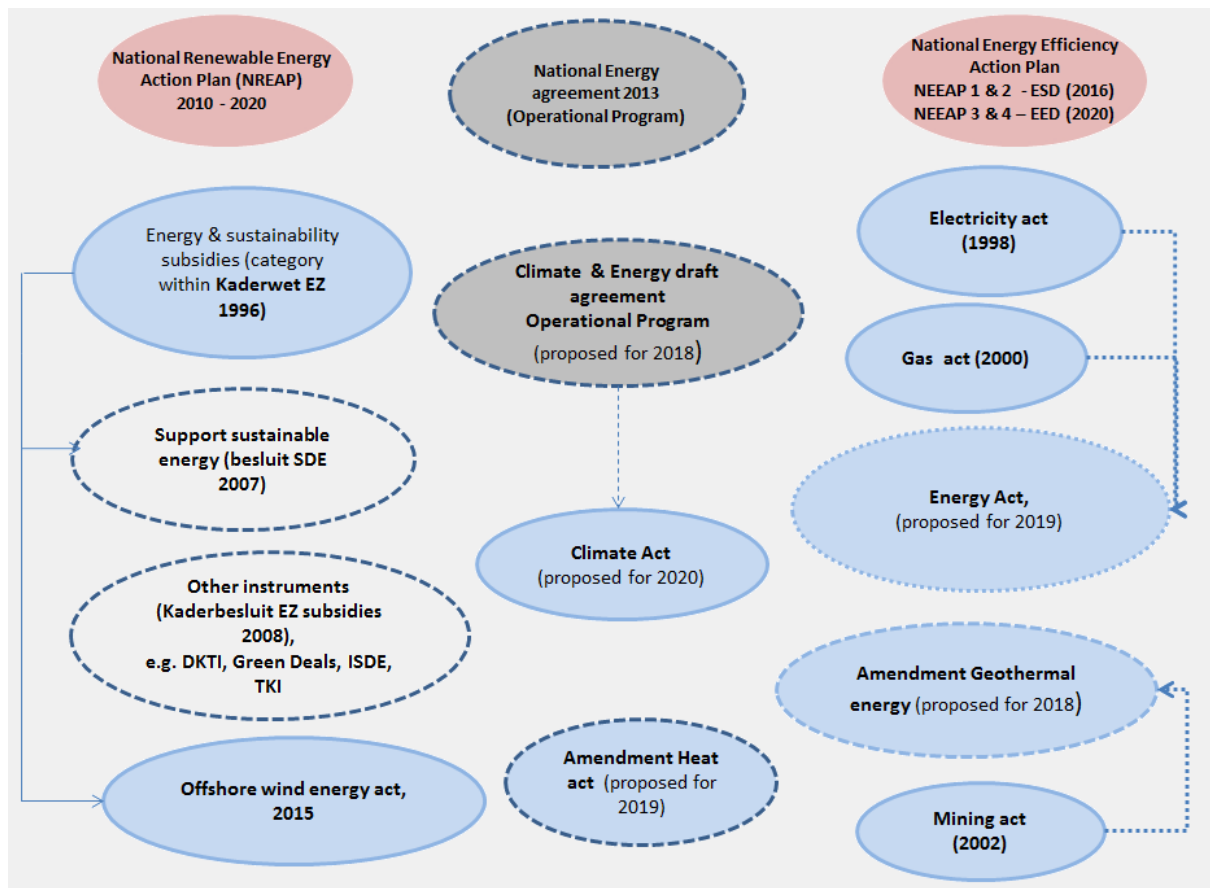 National Renewable Energy
Action Plan (NREAP)
2010 - 2020
National Energy
agreement 2013
(Operational Program)
National Energy Efficiency
Action Plan
NEEAP 1 & 2 - ESD (2016)
NEEAP 3 & 4 – EED (2020)
Energy & sustainability
subsidies (category
within Kaderwet EZ
1996)
Climate & Energy draft
agreement
Operational Program
(proposed for 2018)
Electricity act
(1998)
Gas act (2000)
Support sustainable
energy (besluit SDE
2007)
Energy Act,
(proposed for 2019)
Climate Act
(proposed for 2020)
Other instruments
(Kaderbesluit EZ subsidies
2008),
e.g. DKTI, Green Deals, ISDE,
TKI
Amendment Geothermal
energy (proposed for 2018)
Offshore wind energy act,
2015
Amendment Heat
act (proposed for
2019)
Mining act
(2002)